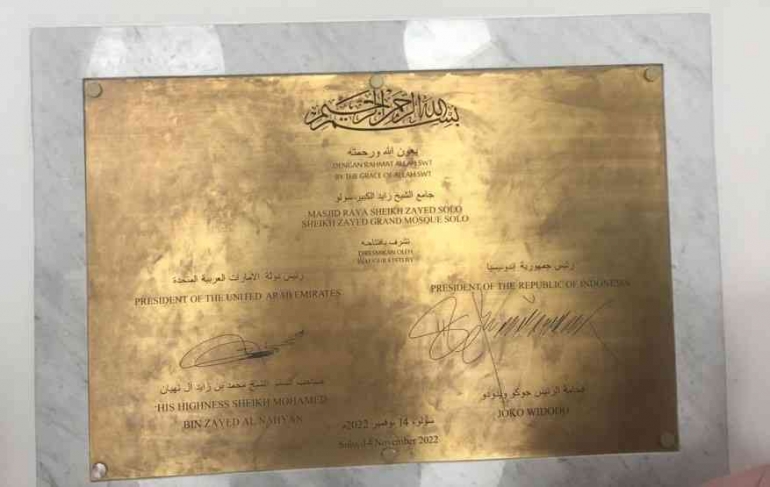 بسم الله الرحمن الرحيم
بعون الله ورحمته
DENGAN RAHMAT ALLAH SWT
BY THE GRACE OF ALLAH SWT
جامع الشيخ زايد الكبير، سولو
MASJID RAYA SHEIKH ZAYED SOLO
SHEIKH ZAYED GRAND MOSQUE SOLO
تشرف بافتتاحه
DIRESMIKAN OLEH
رئيس دولة الامارات العربية المتحدة
PRESIDENT OF THE UNITED ARAB EMIRATES
رئيس جمهورية إندونيسيا
PRESIDENT OF THE REPUBLIC OF INDONESIA
صاحب السمو الشيخ محمد بن زايد آل نهيان
HIS HIGHNESS SHEIKH MOHAMED
BIN ZAYED AL NAHYAN
فخامة الرئيس جوكو ويدودو
JOKO WIDODO
سولو، 14 نوفمبر 2022م
Solo, 14 November 2022